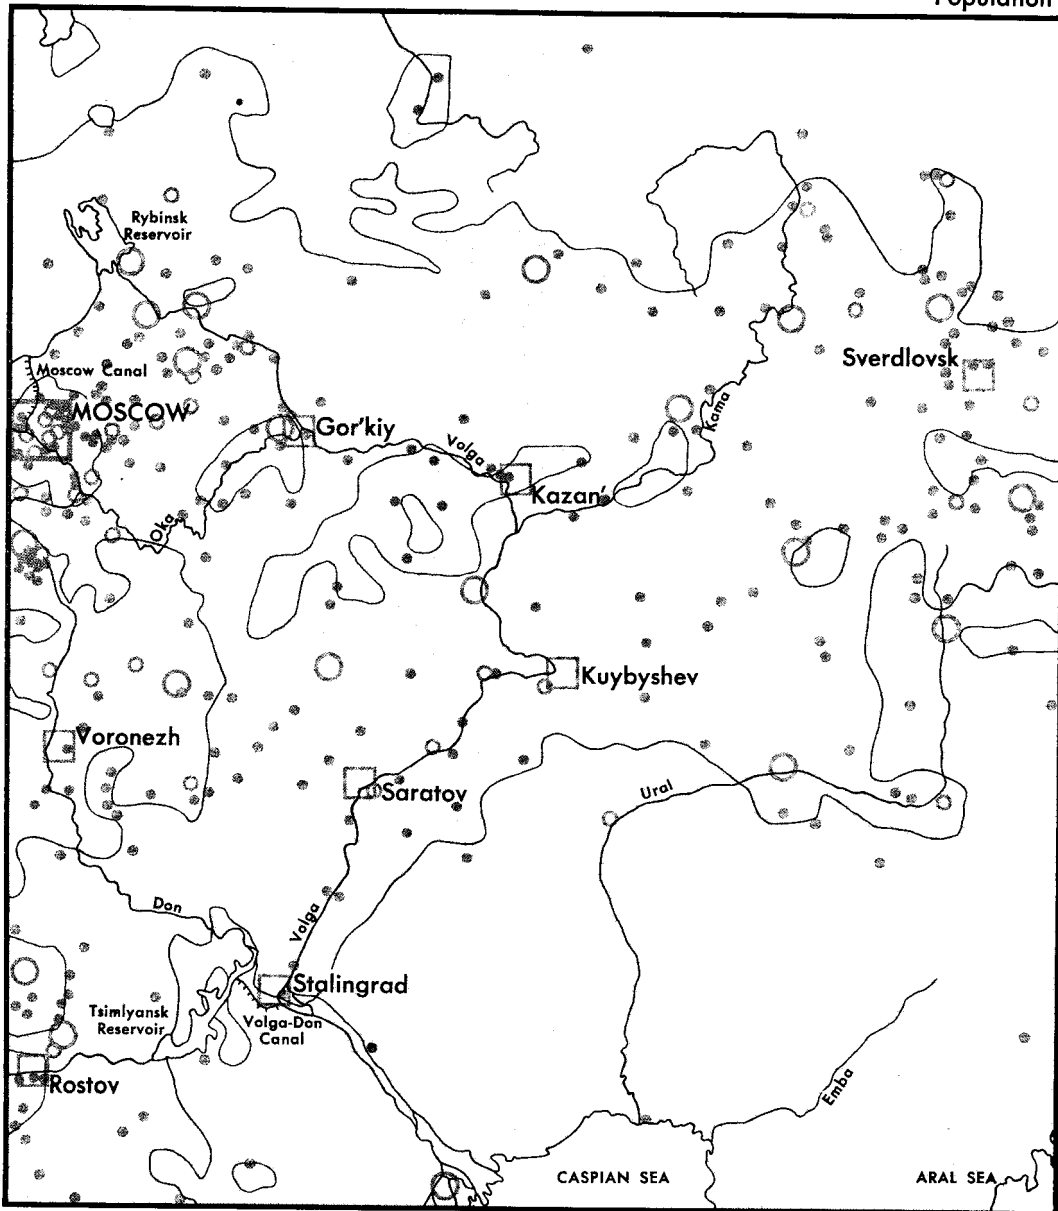 Population
Rybinsk
Reservoir
Moscow Canal
Sverdlovsk
MOSCOW
Gor'kiy
Volga
Kama
Kazan'
Oka
Kuybyshev
Voronezh
Saratov
Ural
Don
Volga
Stalingrad
Tsimlyansk
Reservoir
Volga-Don
Canal
Rostov
Emba
CASPIAN SEA
ARAL SEA